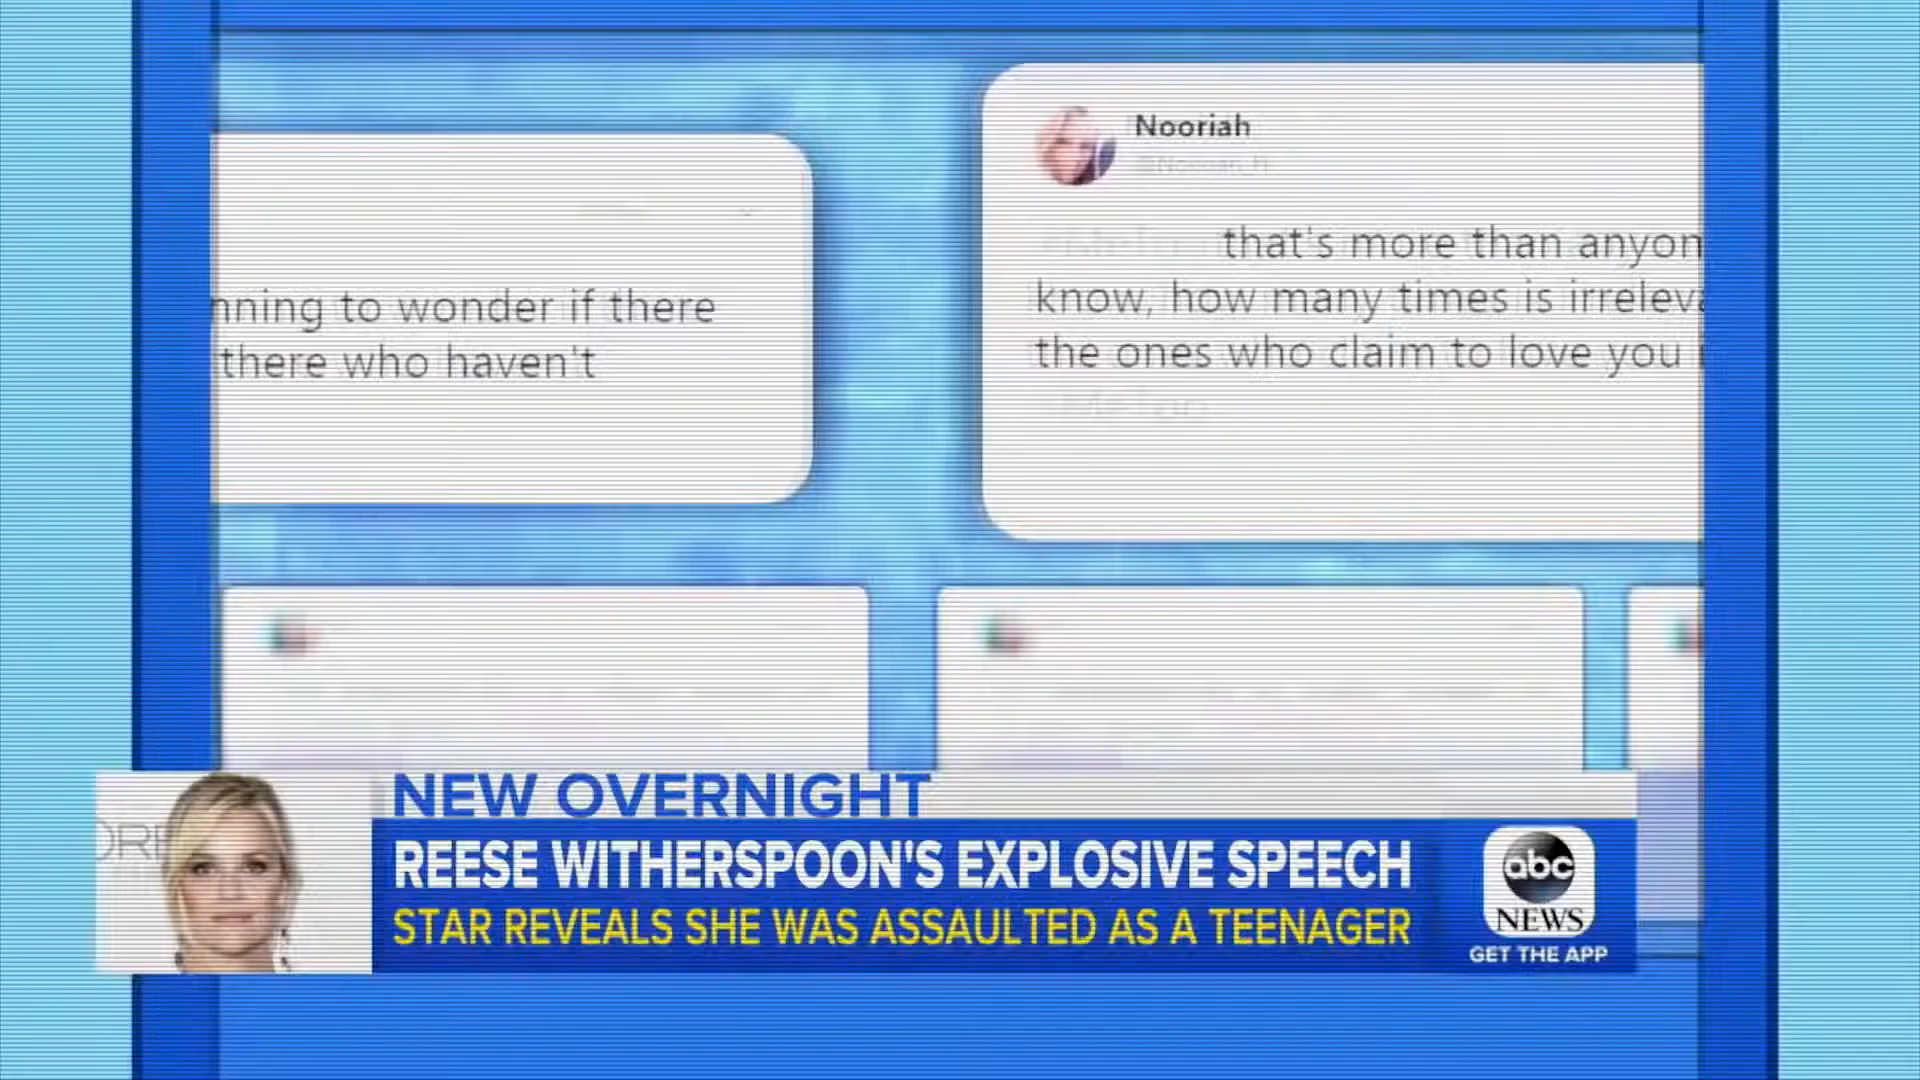 nning to wonder if there
there who haven't
Nooriah
that's more than anyon
know, how many times is irreleva
the ones who claim to love you
ORE
NEW OVERNIGHT
REESE WITHERSPOON'S EXPLOSIVE SPEECH
STAR REVEALS SHE WAS ASSAULTED AS A TEENAGER
abc
NEWS
GET THE APP